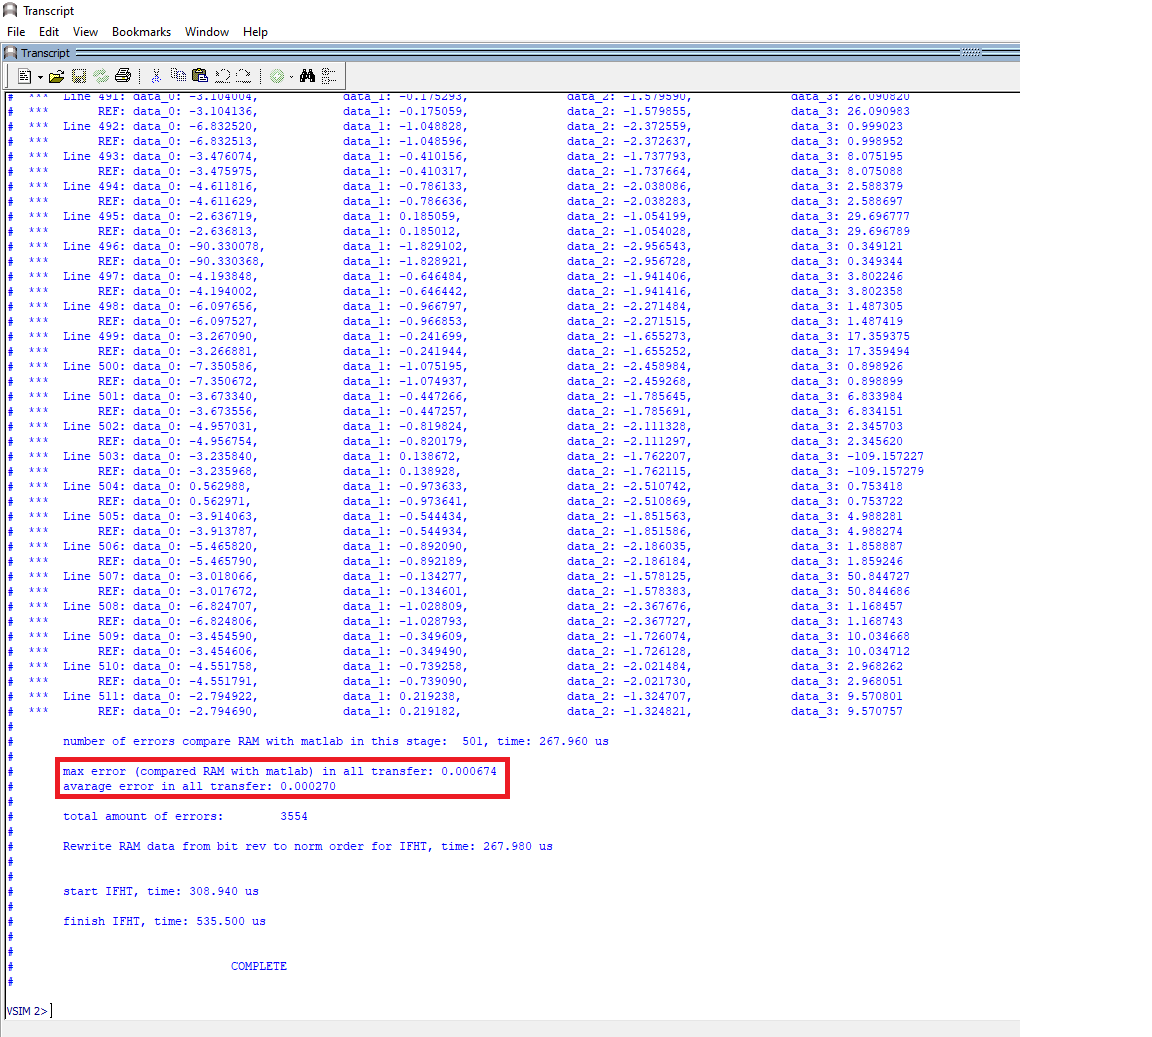 Transcript
File Edit View Bookmarks Window Help
Transcript
# *** Line 491: data_0: -3.104004, data_1: -0.175293, data_2: -1.579590, data_3: 26.090820
# *** REF: data_0: -3.104136, data_1: -0.175059, data_2: -1.579855, data_3: 26.090983
# *** Line 492: data_0: -6.832520, data_1: -1.048828, data_2: -2.372559, data_3: 0.999023
# *** REF: data_0: -6.832513, data_1: -1.048596, data_2: -2.372637, data_3: 0.998952
# *** Line 493: data_0: -3.476074, data_1: -0.410156, data_2: -1.737793, data_3: 8.075195
# *** REF: data_0: -3.475975, data_1: -0.410317, data_2: -1.737664, data_3: 8.075088
# *** Line 494: data_0: -4.611816, data_1: -0.786133, data_2: -2.038086, data_3: 2.588379
# *** REF: data_0: -4.611629, data_1: -0.786636, data_2: -2.038283, data_3: 2.588697
# *** Line 495: data_0: -2.636719, data_1: 0.185059, data_2: -1.054199, data_3: 29.696777
# *** REF: data_0: -2.636813, data_1: 0.185012, data_2: -1.054028, data_3: 29.696789
# *** Line 496: data_0: -90.330078, data_1: -1.829102, data_2: -2.956543, data_3: 0.349121
# *** REF: data_0: -90.330368, data_1: -1.828921, data_2: -2.956728, data_3: 0.349344
# *** Line 497: data_0: -4.193848, data_1: -0.646484, data_2: -1.941406, data_3: 3.802246
# *** REF: data_0: -4.194002, data_1: -0.646442, data_2: -1.941416, data_3: 3.802358
# *** Line 498: data_0: -6.097656, data_1: -0.966797, data_2: -2.271484, data_3: 1.487305
# *** REF: data_0: -6.097527, data_1: -0.966853, data_2: -2.271515, data_3: 1.487419
# *** Line 499: data_0: -3.267090, data_1: -0.241699, data_2: -1.655273, data_3: 17.359375
# *** REF: data_0: -3.266881, data_1: -0.241944, data_2: -1.655252, data_3: 17.359494
# *** Line 500: data_0: -7.350586, data_1: -1.075195, data_2: -2.458984, data_3: 0.898926
# *** REF: data_0: -7.350672, data_1: -1.074937, data_2: -2.459268, data_3: 0.898899
# *** Line 501: data_0: -3.673340, data_1: -0.447266, data_2: -1.785645, data_3: 6.833984
# *** REF: data_0: -3.673556, data_1: -0.447257, data_2: -1.785691, data_3: 6.834151
# *** Line 502: data_0: -4.957031, data_1: -0.819824, data_2: -2.111328, data_3: 2.345703
# *** REF: data_0: -4.956754, data_1: -0.820179, data_2: -2.111297, data_3: 2.345620
# *** Line 503: data_0: -3.235840, data_1: 0.138672, data_2: -1.762207, data_3: -109.157227
# *** REF: data_0: -3.235968, data_1: 0.138928, data_2: -1.762115, data_3: -109.157279
# *** Line 504: data_0: 0.562988, data_1: -0.973633, data_2: -2.510742, data_3: 0.753418
# *** REF: data_0: 0.562971, data_1: -0.973641, data_2: -2.510869, data_3: 0.753722
# *** Line 505: data_0: -3.914063, data_1: -0.544434, data_2: -1.851563, data_3: 4.988281
# *** REF: data_0: -3.913787, data_1: -0.544934, data_2: -1.851586, data_3: 4.988274
# *** Line 506: data_0: -5.465820, data_1: -0.892090, data_2: -2.186035, data_3: 1.858887
# *** REF: data_0: -5.465790, data_1: -0.892189, data_2: -2.186184, data_3: 1.859246
# *** Line 507: data_0: -3.018066, data_1: -0.134277, data_2: -1.578125, data_3: 50.844727
# *** REF: data_0: -3.017672, data_1: -0.134601, data_2: -1.578383, data_3: 50.844686
# *** Line 508: data_0: -6.824707, data_1: -1.028809, data_2: -2.367676, data_3: 1.168457
# *** REF: data_0: -6.824806, data_1: -1.028793, data_2: -2.367727, data_3: 1.168743
# *** Line 509: data_0: -3.454590, data_1: -0.349609, data_2: -1.726074, data_3: 10.034668
# *** REF: data_0: -3.454606, data_1: -0.349490, data_2: -1.726128, data_3: 10.034712
# *** Line 510: data_0: -4.551758, data_1: -0.739258, data_2: -2.021484, data_3: 2.968262
# *** REF: data_0: -4.551791, data_1: -0.739090, data_2: -2.021730, data_3: 2.968051
# *** Line 511: data_0: -2.794922, data_1: 0.219238, data_2: -1.324707, data_3: 9.570801
# *** REF: data_0: -2.794690, data_1: 0.219182, data_2: -1.324821, data_3: 9.570757
#
# number of errors compare RAM with matlab in this stage: 501, time: 267.960 us
#
# max error (compared RAM with matlab) in all transfer: 0.000674
# avarage error in all transfer: 0.000270
#
# total amount of errors: 3554
#
# Rewrite RAM data from bit rev to norm order for IFHT, time: 267.980 us
#
#
# start IFHT, time: 308.940 us
#
# finish IFHT, time: 535.500 us
#
#
# COMPLETE
#
VSIM 2>